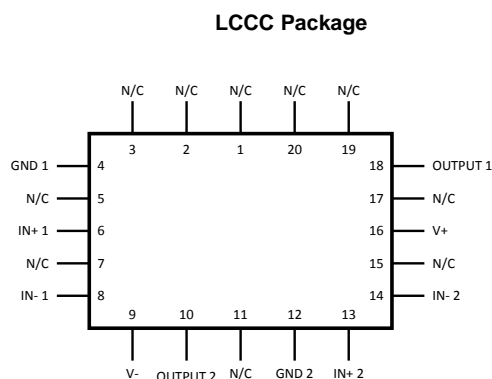 LCCC Package
N/C N/C N/C N/C N/C
3 2 1 20 19
GND 1 4 18 OUTPUT 1
N/C 5 17 N/C
IN+ 1 6 16 V+
N/C 7 15 N/C
IN- 1 8 14 IN- 2
9 10 11 12 13
V- OUTPUT 2 N/C GND 2 IN+ 2